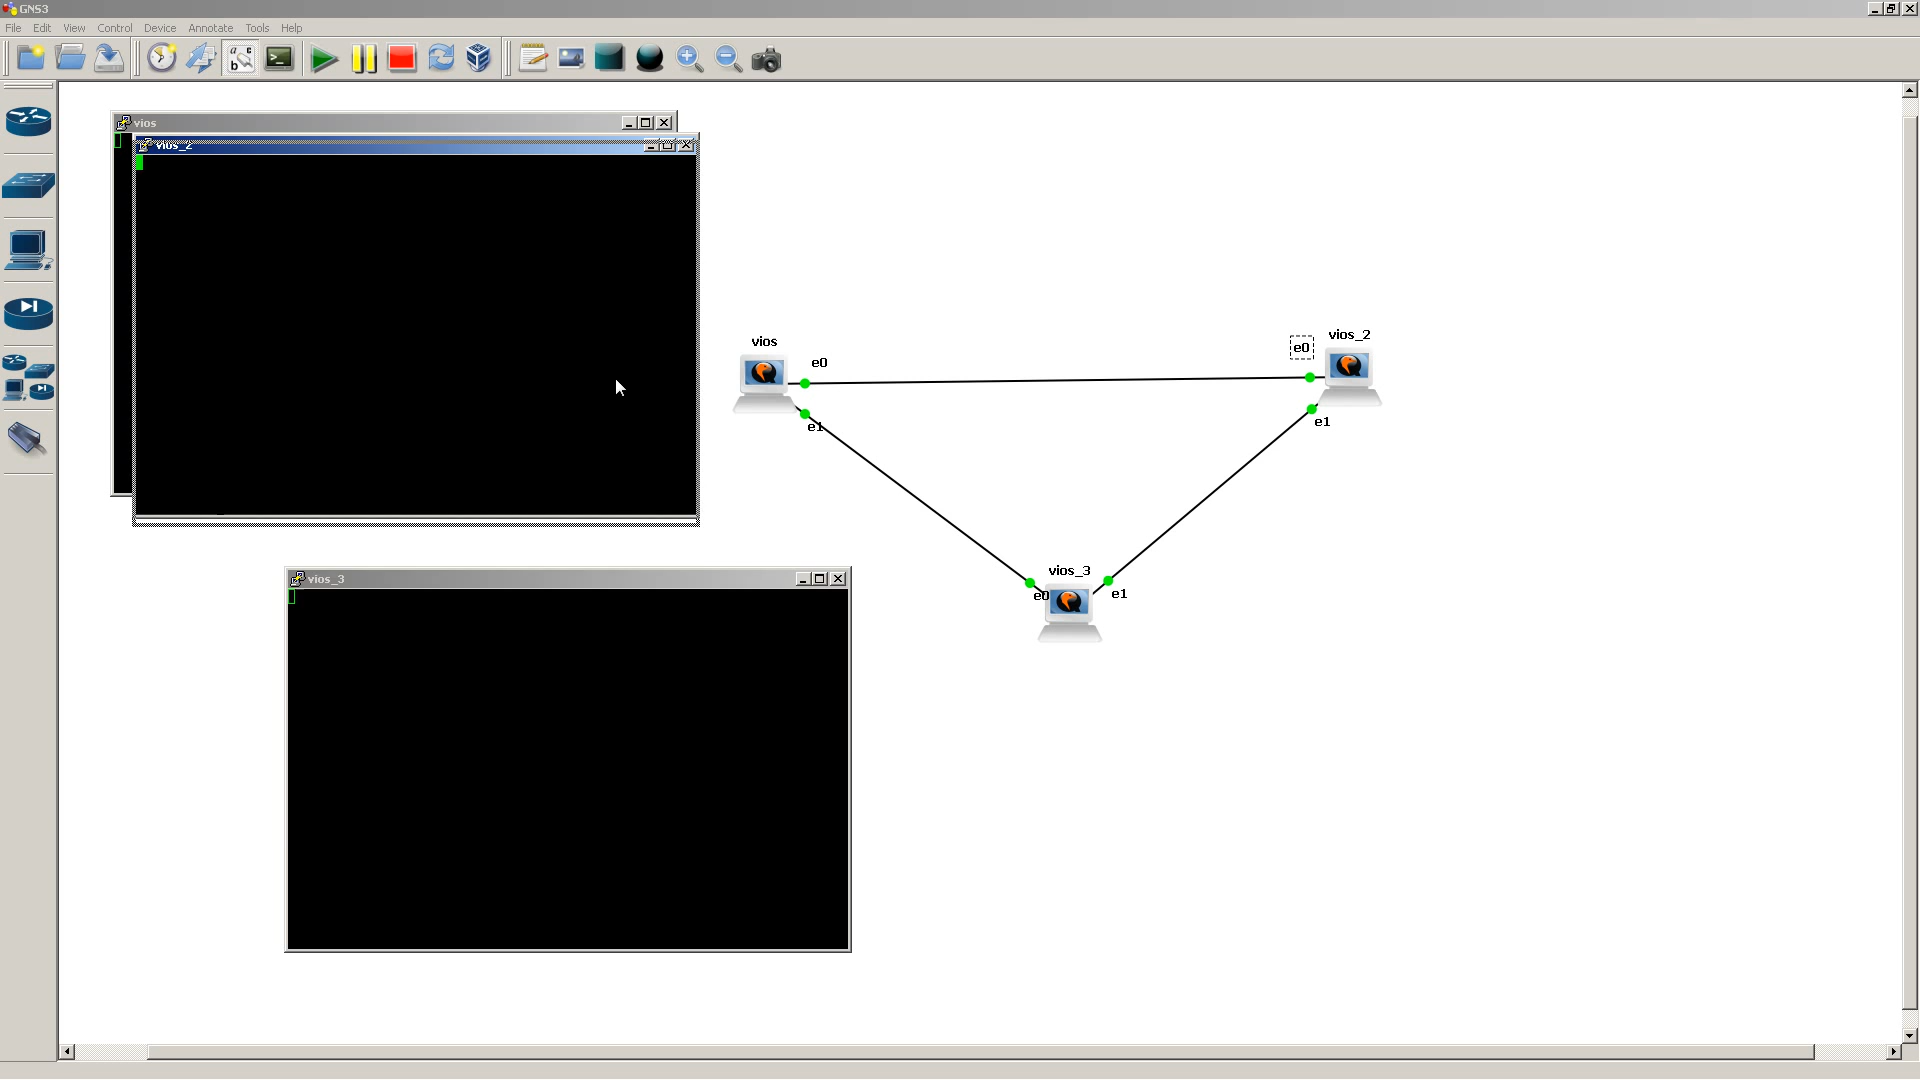 GNS3
File Edit View Control Device Annotate Tools Help
a c
b
vios
vios_2
vios_3
vios
e0
e1
e0
vios_2
e1
vios_3
e0
e1